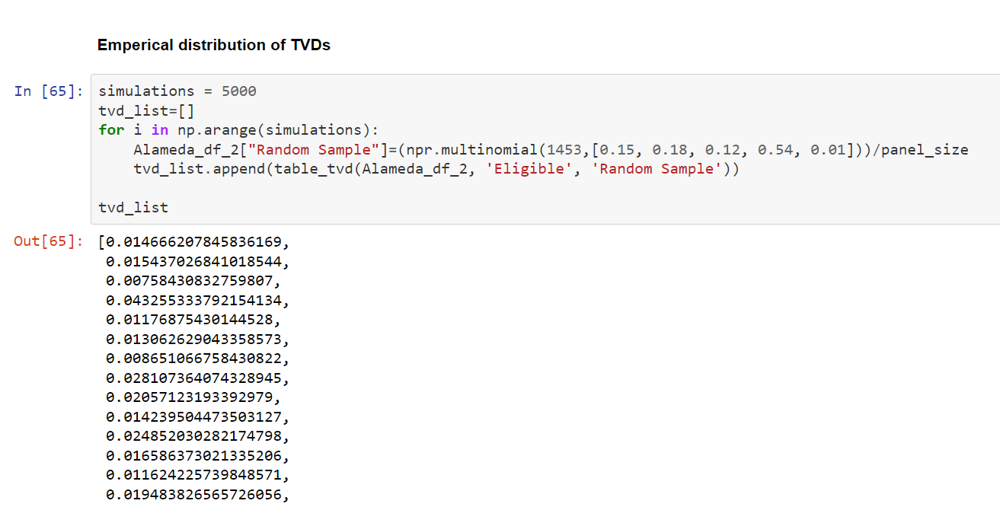 Emperical distribution of TVDs
In [65]: simulations = 5000
tvd_list=[]
for i in np.arange(simulations):
    Alameda_df_2["Random Sample"]=(npr.multinomial(1453,[0.15, 0.18, 0.12, 0.54, 0.01]))/panel_size
    tvd_list.append(table_tvd(Alameda_df_2, 'Eligible', 'Random Sample'))
tvd_list
Out[65]: [0.014666207845836169,
0.015437026841018544,
0.00758430832759807,
0.043255333792154134,
0.01176875430144528,
0.013062629043358573,
0.008651066758430822,
0.028107364074328945,
0.02057123193392979,
0.014239504473503127,
0.024852030282174798,
0.016586373021335206,
0.011624225739848571,
0.019483826565726056,